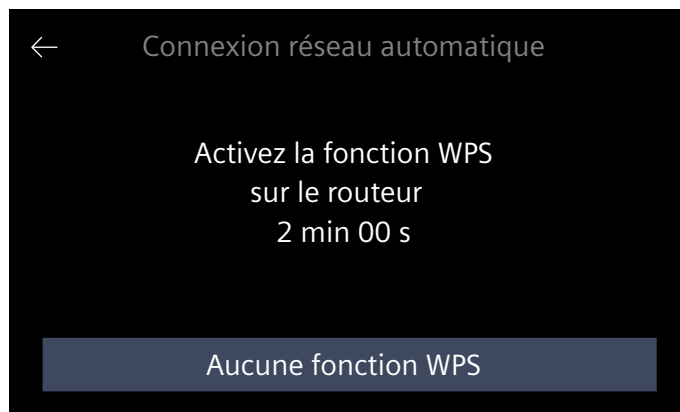 Connexion réseau automatique
Activez la fonction WPS
sur le routeur
2 min 00 s
Aucune fonction WPS